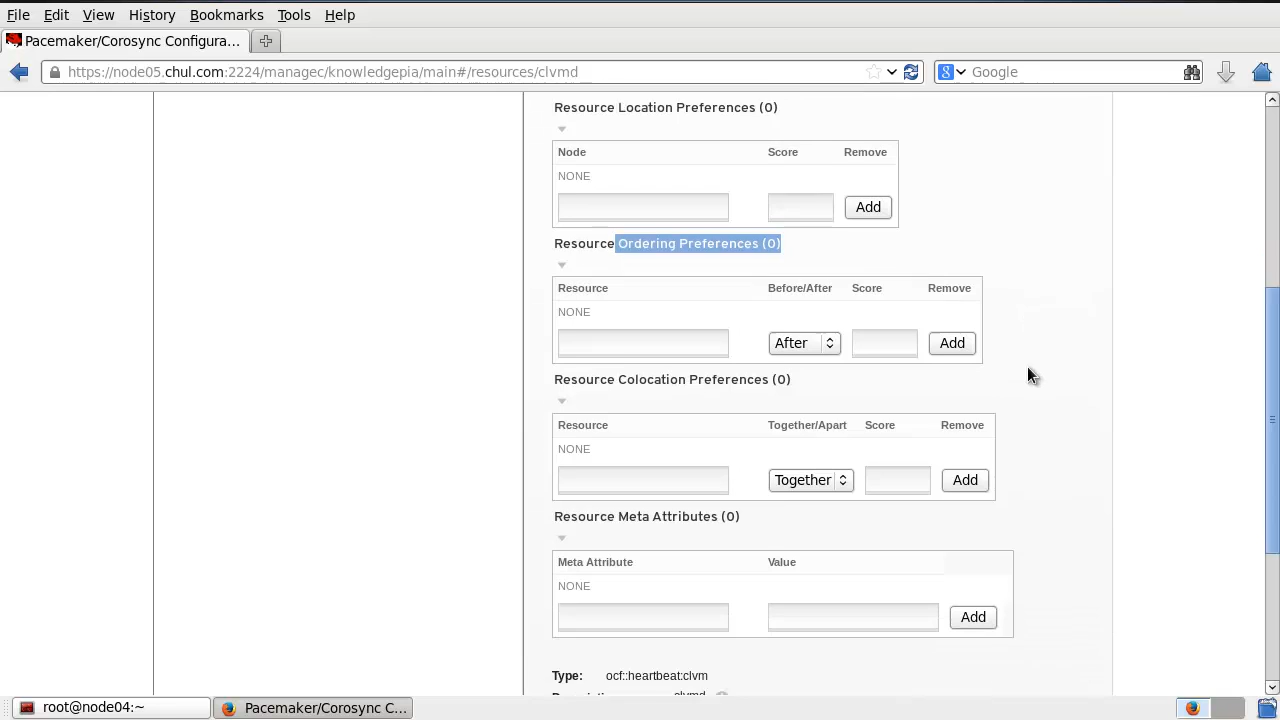 File Edit View History Bookmarks Tools Help
Pacemaker/Corosync Configura...
https://node05.chul.com:2224/managec/knowledgepia/main#/resources/clvmd
8 Google
Resource Location Preferences (0)
Node Score Remove
NONE
Add
Resource Ordering Preferences (0)
Resource Before/After Score Remove
NONE
After Add
Resource Colocation Preferences (0)
Resource Together/Apart Score Remove
NONE
Together Add
Resource Meta Attributes (0)
Meta Attribute Value
NONE
Add
Type: ocf::heartbeat:clvm
clvmd
root@node04:~ Pacemaker/Corosync C...